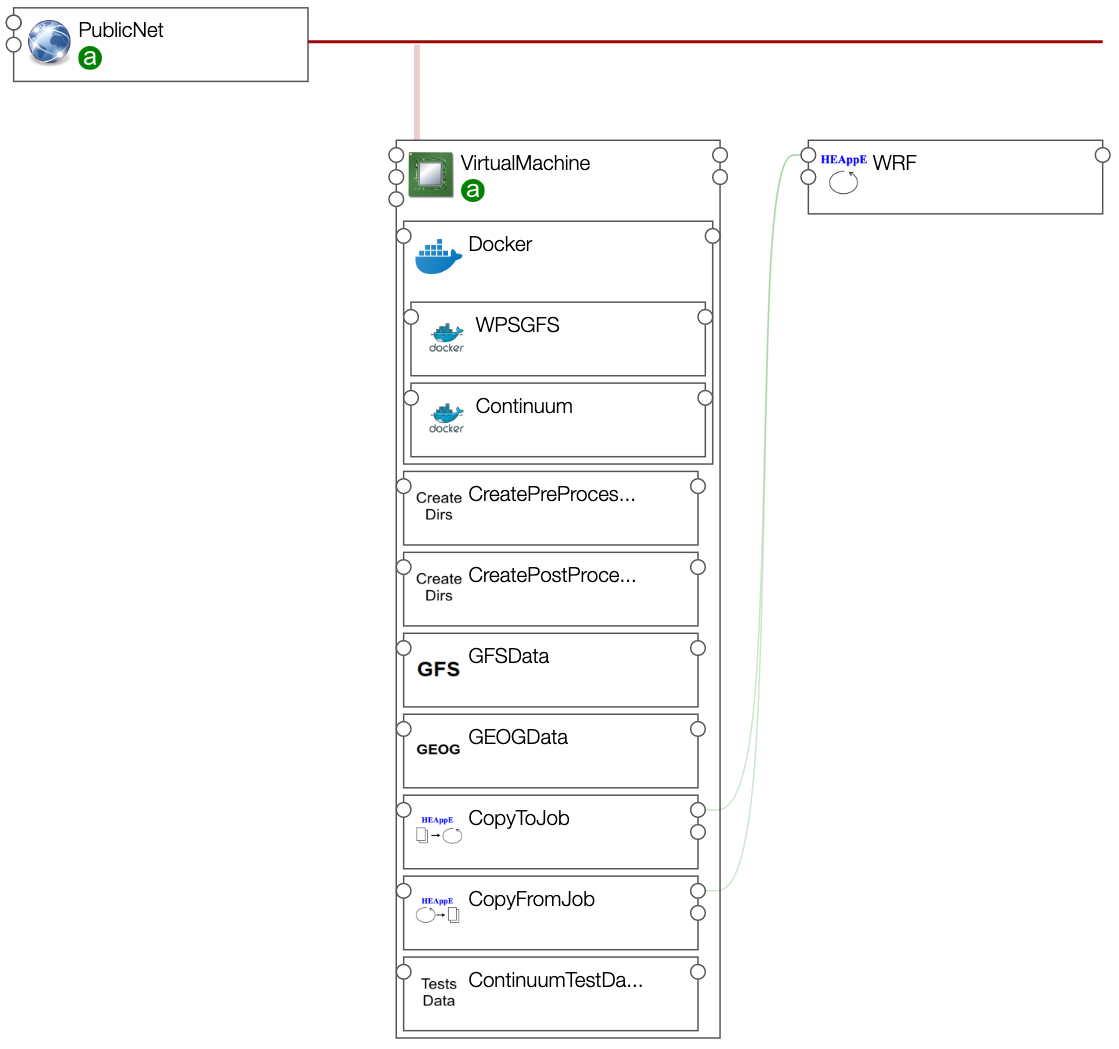 PublicNet
a
VirtualMachine
a
HEAppE
WRF
Docker
docker
WPSGFS
docker
Continuum
Create
Dirs
CreatePreProces...
Create
Dirs
CreatePostProce...
GFS
GFSData
GEOG
GEOGData
HEAppE
CopyToJob
HEAppE
CopyFromJob
Tests
Data
ContinuumTestDa...